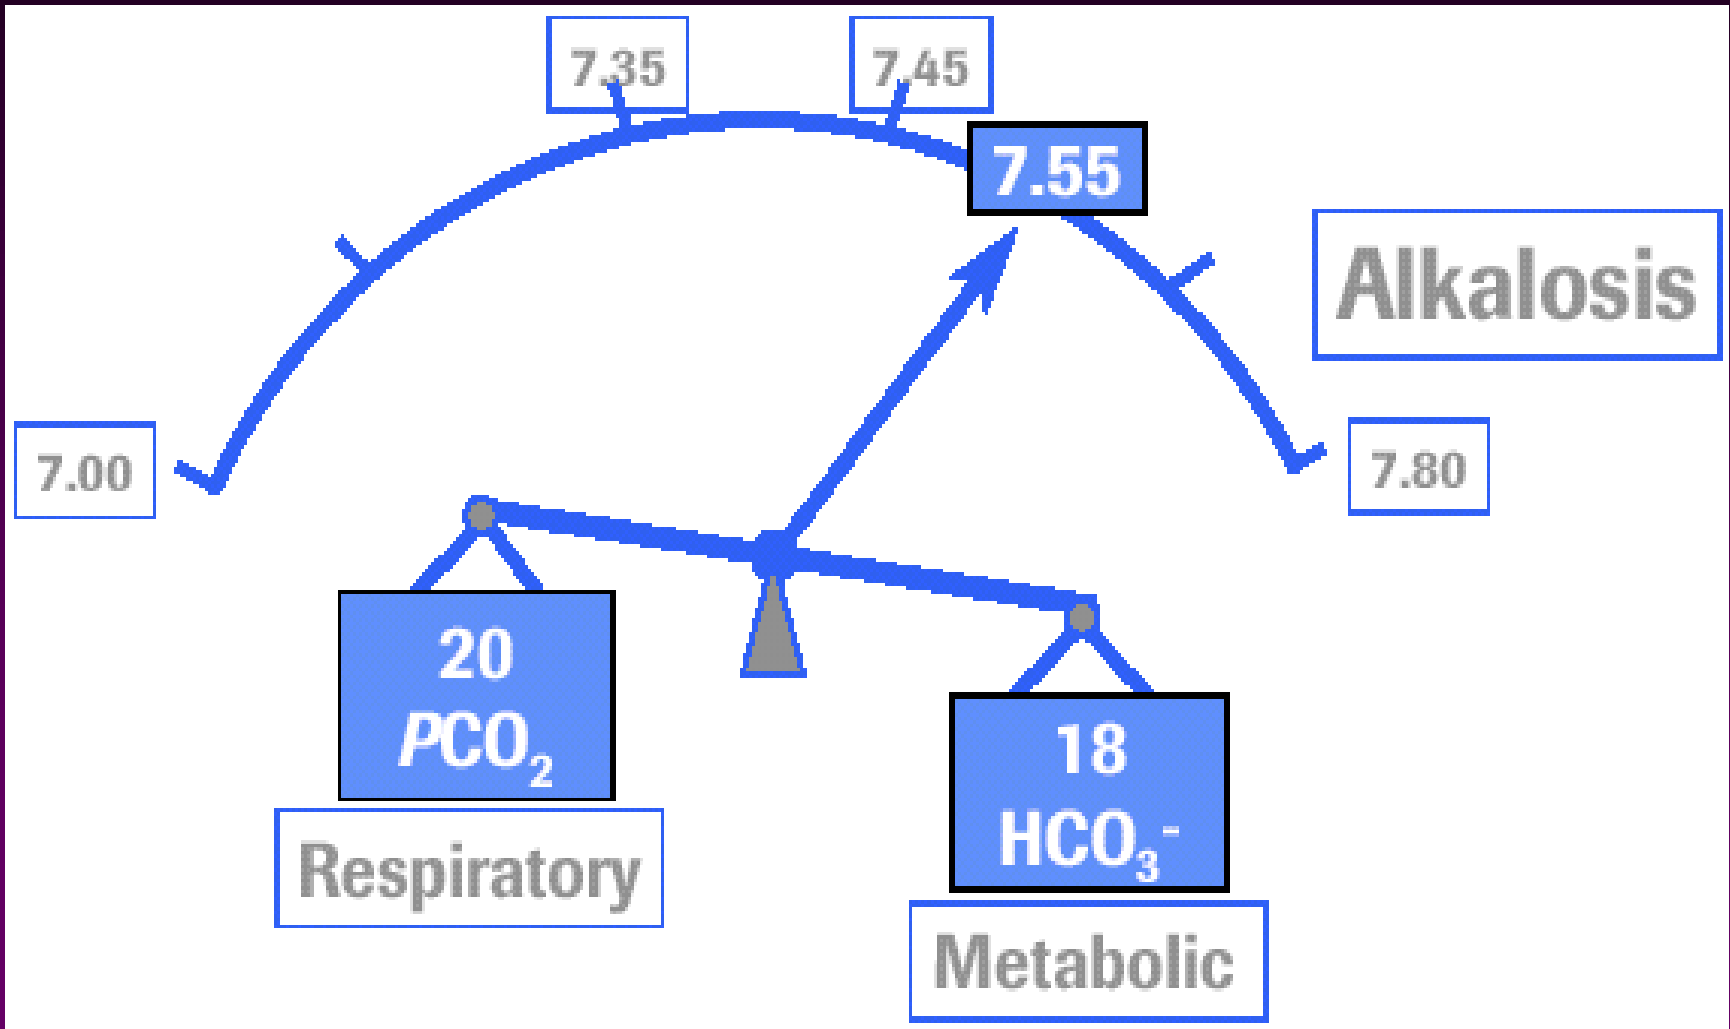 7.35
7.45
7.55
Alkalosis
7.00
7.80
20
PCO₂
Respiratory
18
HCO₃⁻
Metabolic